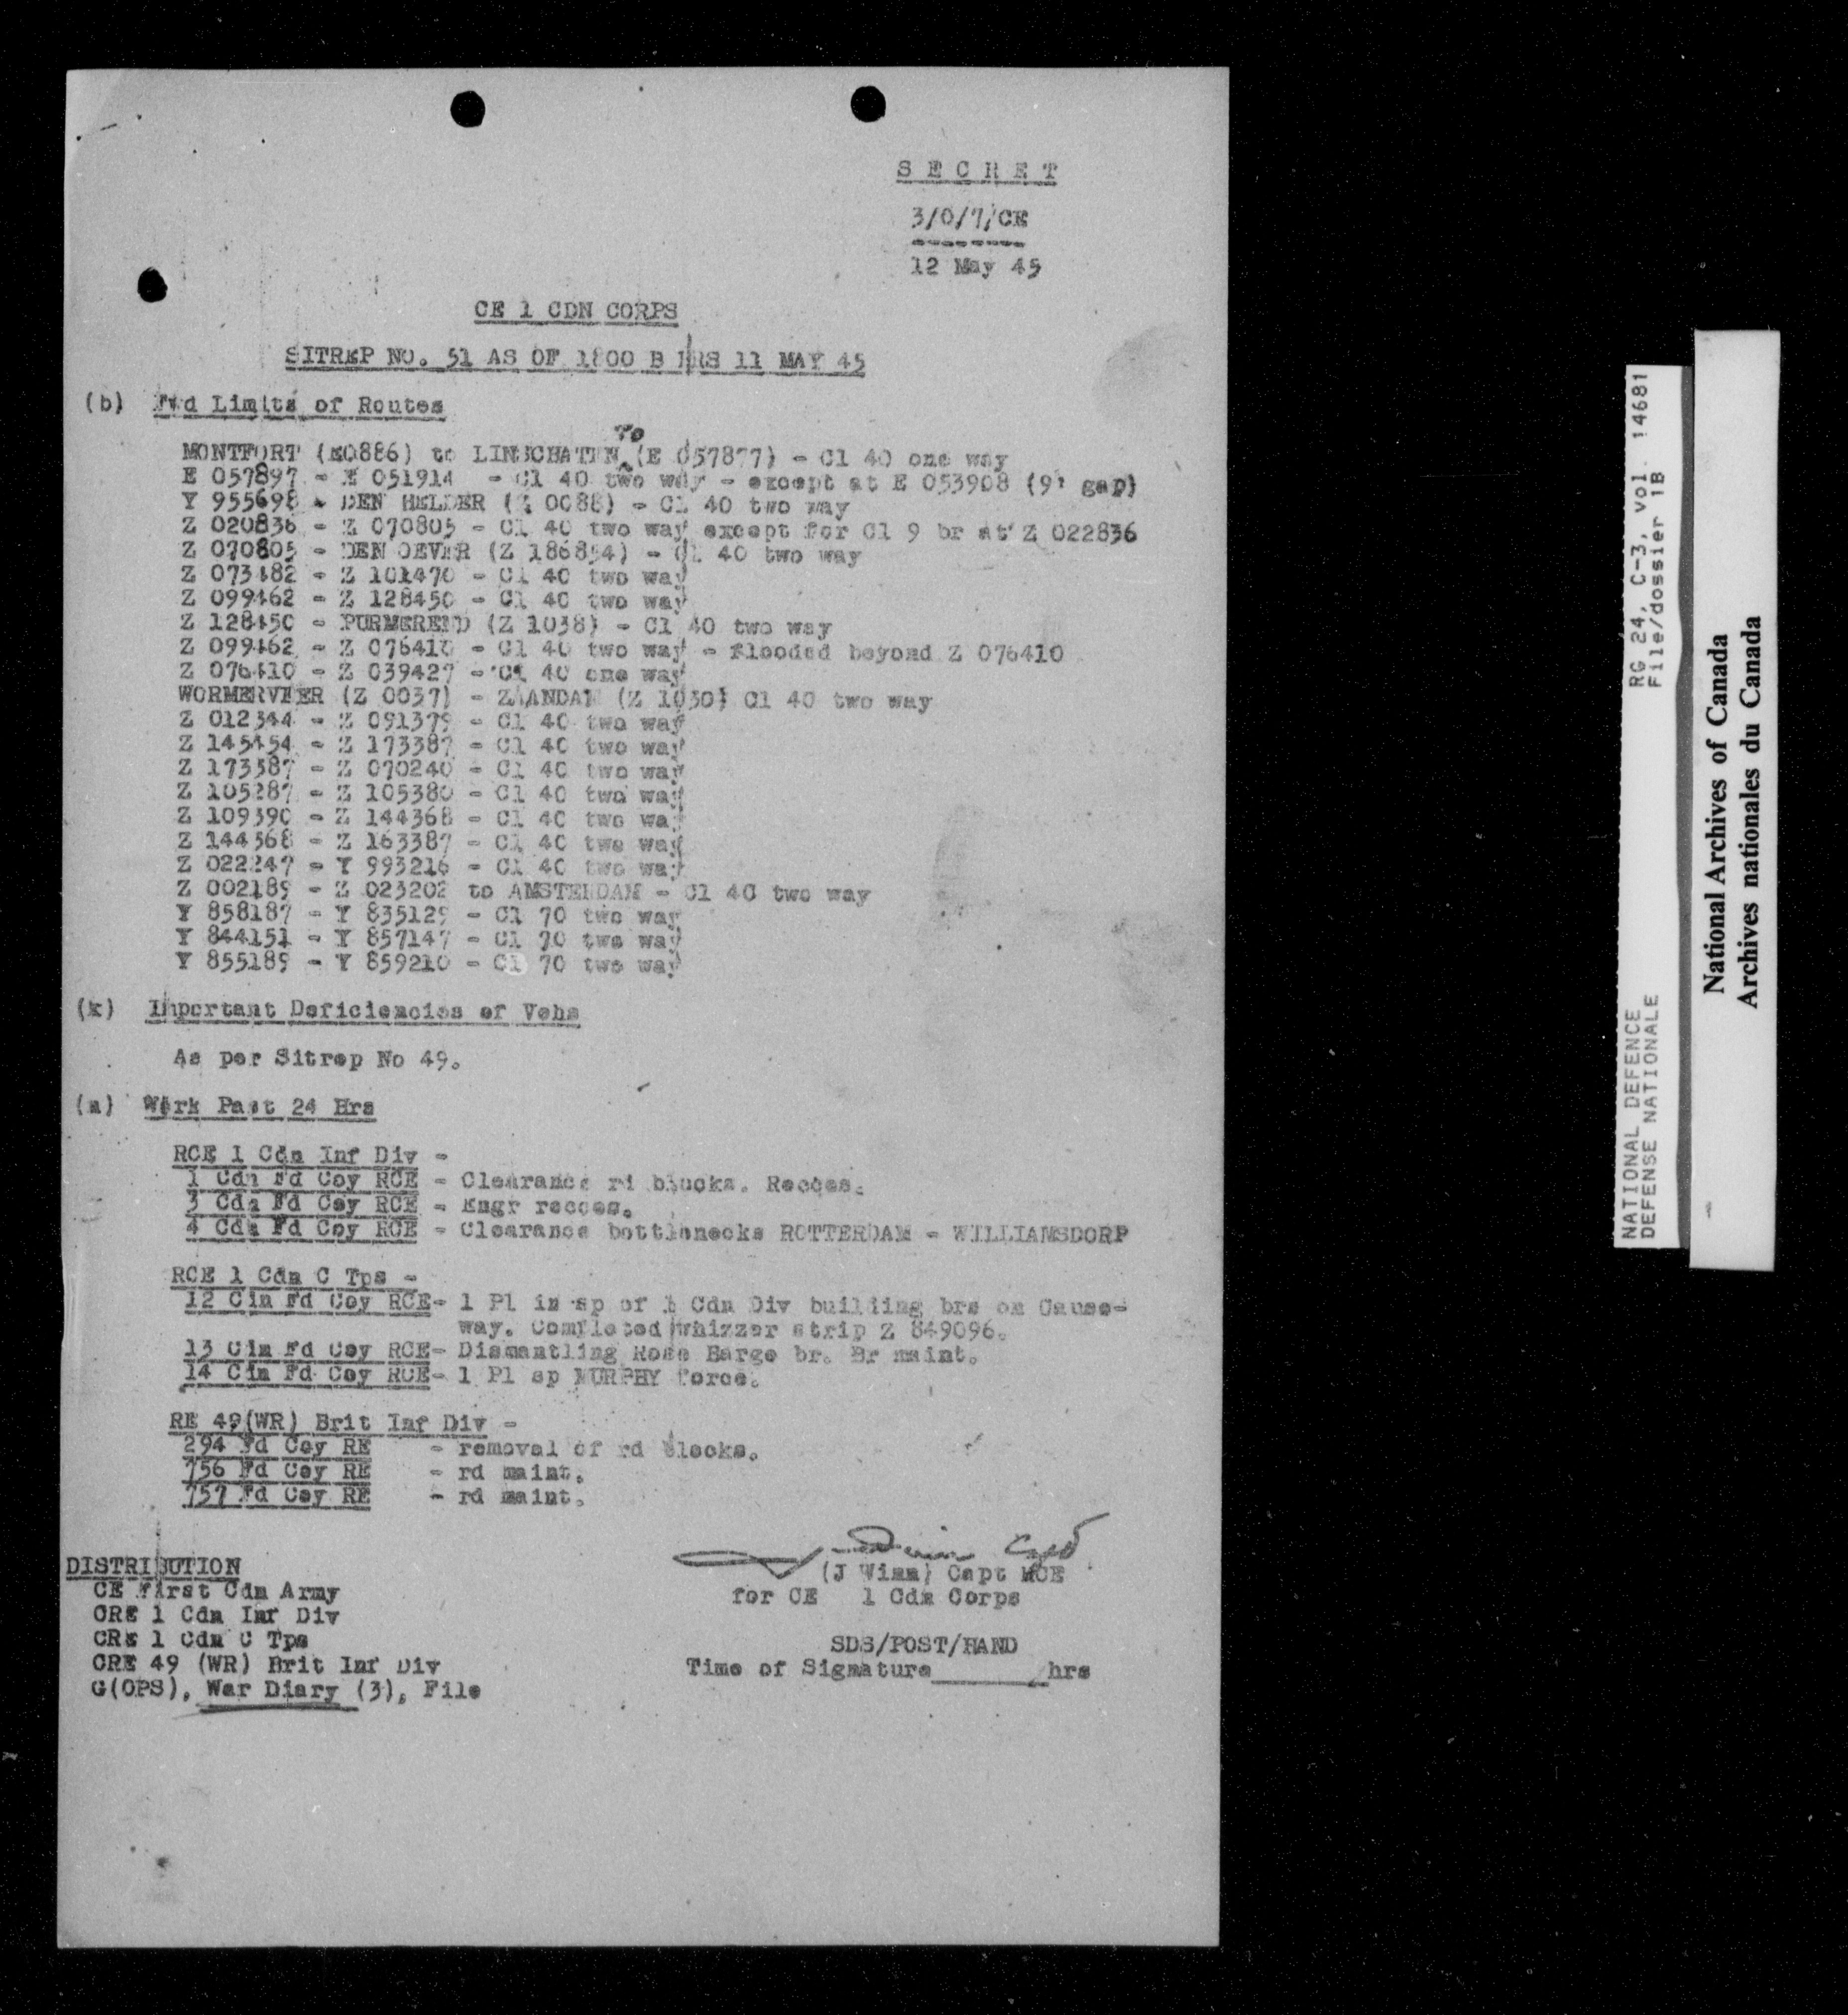 S E C R E T
3/0/7/CE
12 May 45
CE 1 CDN CORPS
SITREP NO. 51 AS OF 1800 B HRS 11 MAY 45
(b) Fwd Limits of Routes
To
MONTFORT (E0886) to LINSCHATEN (E 057877) - Cl 40 one way
E 057897 - E 051914 - Cl 40 two way - except at E 053908 (9' gap)
Y 955698 - DEN HELDER (Z 0088) - Cl 40 two way
Z 020836 - Z 070805 - Cl 40 two way except for Cl 9 br at Z 022836
Z 070805 - DEN OEVER (Z 186854) - Cl 40 two way
Z 073482 - Z 101470 - Cl 40 two way
Z 099462 - Z 128450 - Cl 40 two way
Z 128450 - PURMEREND (Z 1038) - Cl 40 two way
Z 099462 - Z 076410 - Cl 40 two way - flooded beyond Z 076410
Z 076410 - Z 039427 - Cl 40 one way
WORMERVEER (Z 0037) - ZAANDAM (Z 1030) Cl 40 two way
Z 012344 - Z 091379 - Cl 40 two way
Z 145454 - Z 173387 - Cl 40 two way
Z 173387 - Z 070240 - Cl 40 two way
Z 105287 - Z 105380 - Cl 40 two way
Z 109390 - Z 144368 - Cl 40 two way
Z 144368 - Z 163387 - Cl 40 two way
Z 022247 - Y 993216 - Cl 40 two way
Z 002189 - Z 023202 to AMSTERDAM - Cl 40 two way
Y 858187 - Y 835129 - Cl 70 two way
Y 844151 - Y 857147 - Cl 70 two way
Y 855189 - Y 859210 - Cl 70 two way
(k) Important Deficiencies of Vehs
As per Sitrep No 49.
(m) Work Past 24 Hrs
RCE 1 Cdn Inf Div -
1 Cdn Fd Coy RCE - Clearance rd blocks. Recces.
3 Cdn Fd Coy RCE - Engr recces.
4 Cdn Fd Coy RCE - Clearance bottlenecks ROTTERDAM - WILLIAMSDORP
RCE 1 Cdn C Tps -
12 Cdn Fd Coy RCE- 1 Pl in sp of 1 Cdn Div building brs on Cause-
way. Completed whizzer strip Z 849096.
13 Cdn Fd Coy RCE- Dismantling Rose Barge br. Br maint.
14 Cdn Fd Coy RCE- 1 Pl sp MURPHY force.
RE 49(WR) Brit Inf Div -
294 Fd Coy RE - removal of rd blocks.
756 Fd Coy RE - rd maint.
757 Fd Coy RE - rd maint.
DISTRIBUTION
CE First Cdn Army
CRE 1 Cdn Inf Div
CRE 1 Cdn C Tps
CRE 49 (WR) Brit Inf Div
G(OPS), War Diary (3), File
Capt
(J Winn) Capt RCE
for CE 1 Cdn Corps
SDS/POST/HAND
Time of Signature________hrs
NATIONAL DEFENCE RG 24, C-3, vol 14681
DEFENSE NATIONALE File/dossier 1B
National Archives of Canada
Archives nationales du Canada